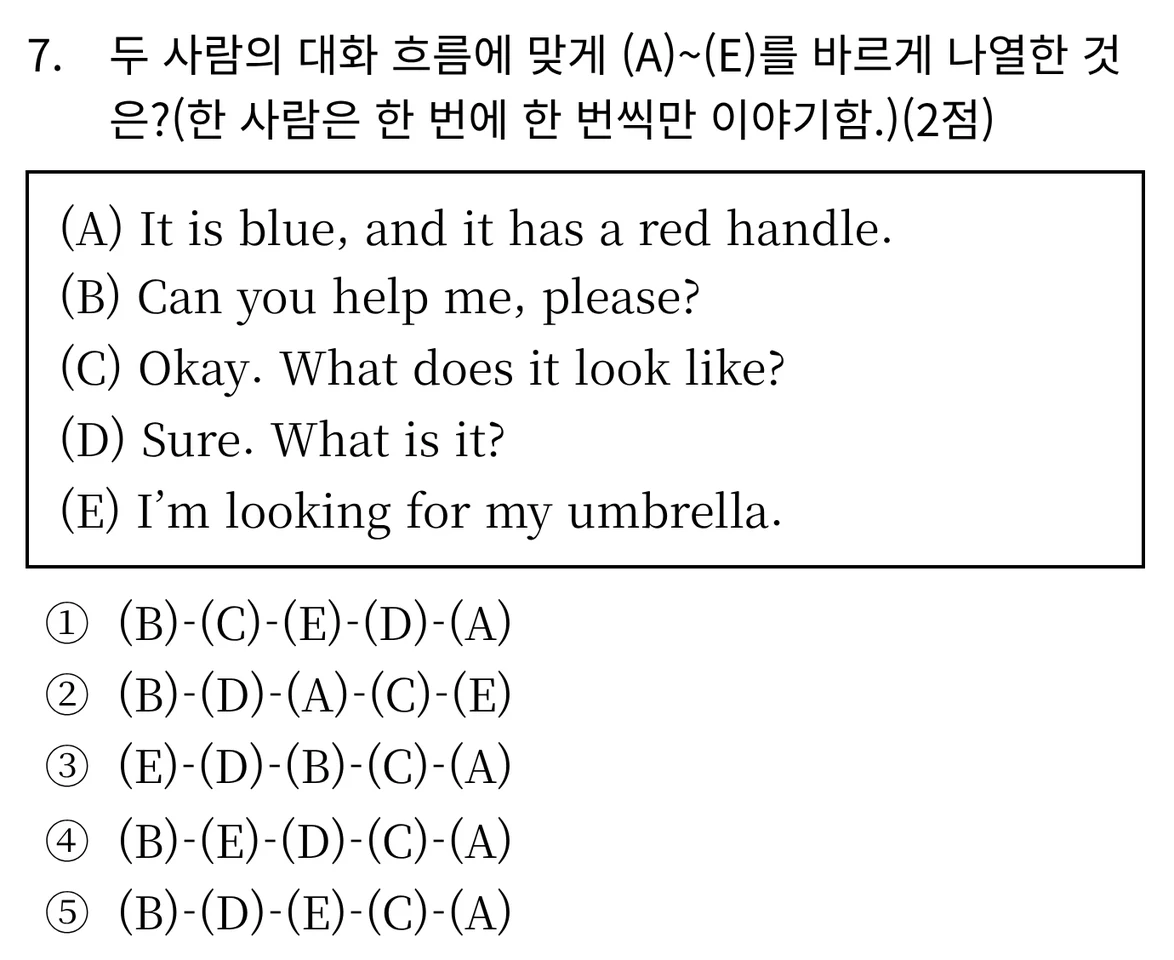 7. 두 사람의 대화 흐름에 맞게 (A)~(E)를 바르게 나열한 것
은?(한 사람은 한 번에 한 번씩만 이야기함.)(2점)
(A) It is blue, and it has a red handle.
(B) Can you help me, please?
(C) Okay. What does it look like?
(D) Sure. What is it?
(E) I’m looking for my umbrella.
① (B)-(C)-(E)-(D)-(A)
② (B)-(D)-(A)-(C)-(E)
③ (E)-(D)-(B)-(C)-(A)
④ (B)-(E)-(D)-(C)-(A)
⑤ (B)-(D)-(E)-(C)-(A)